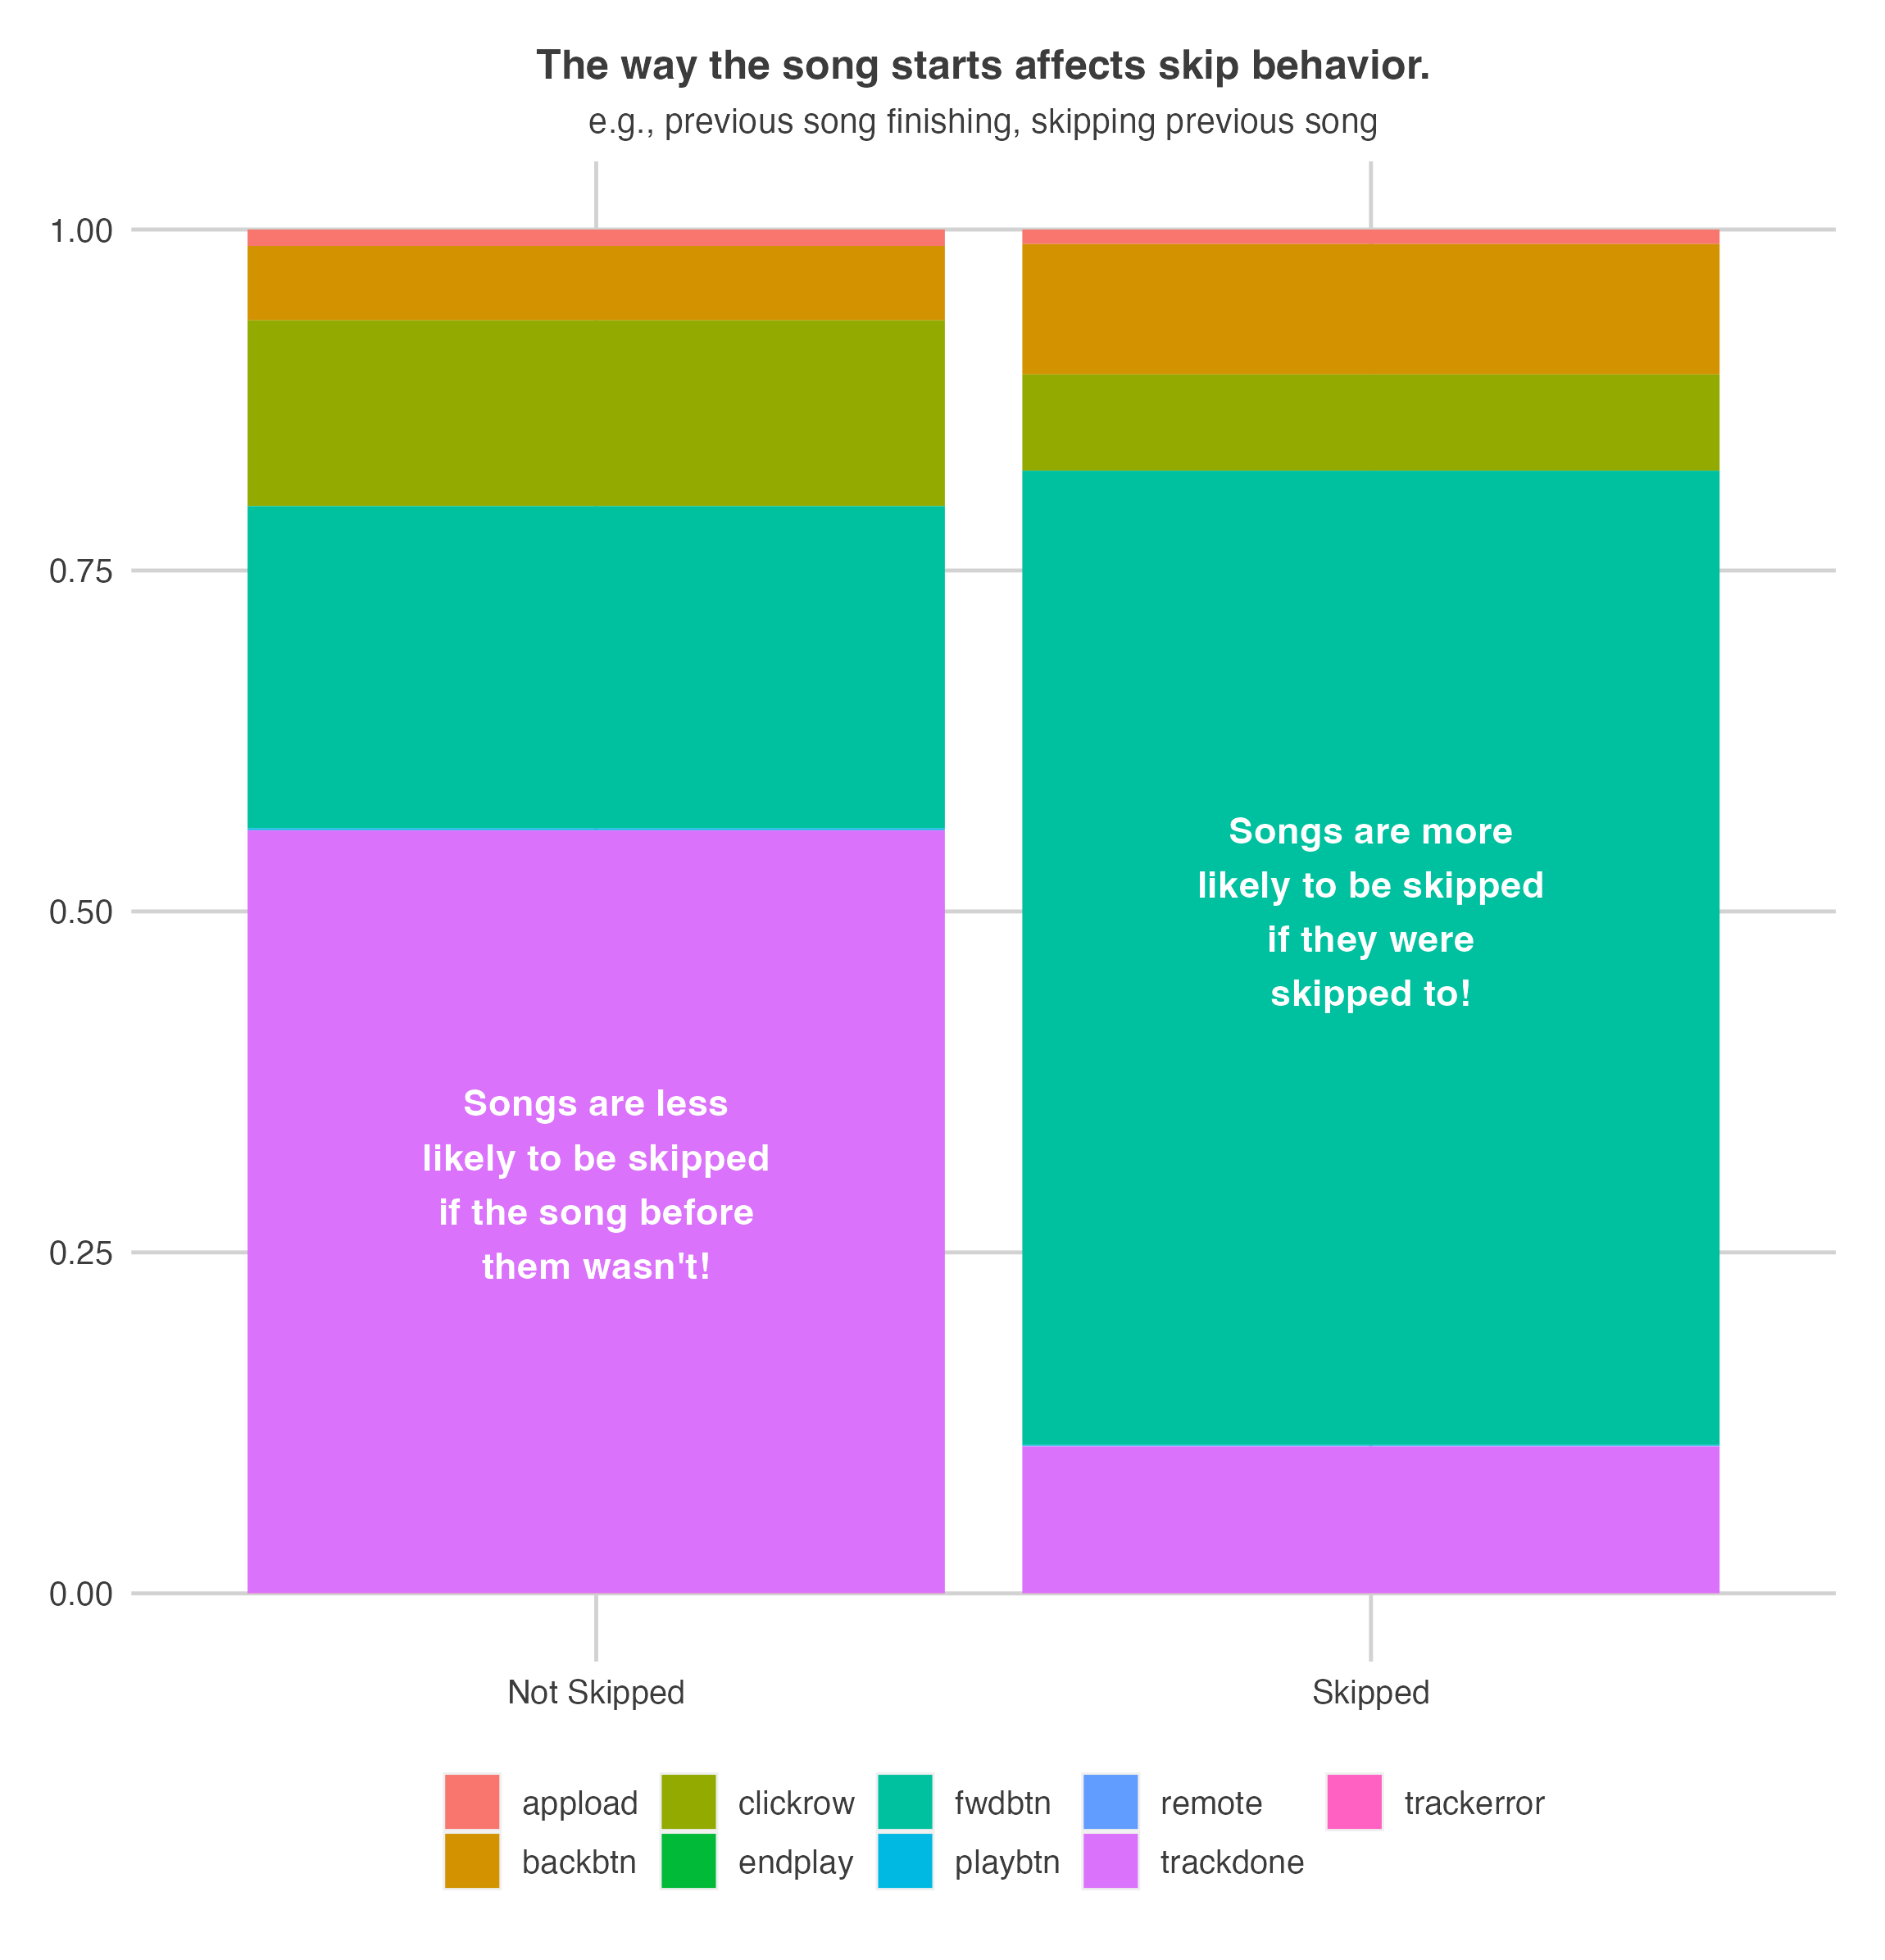 The way the song starts affects skip behavior.
e.g., previous song finishing, skipping previous song
1.00
0.75
0.50
0.25
0.00
Songs are more
likely to be skipped
if they were
skipped to!
Songs are less
likely to be skipped
if the song before
them wasn't!
Not Skipped
Skipped
appload
clickrow
fwdbtn
remote
trackerror
backbtn
endplay
playbtn
trackdone